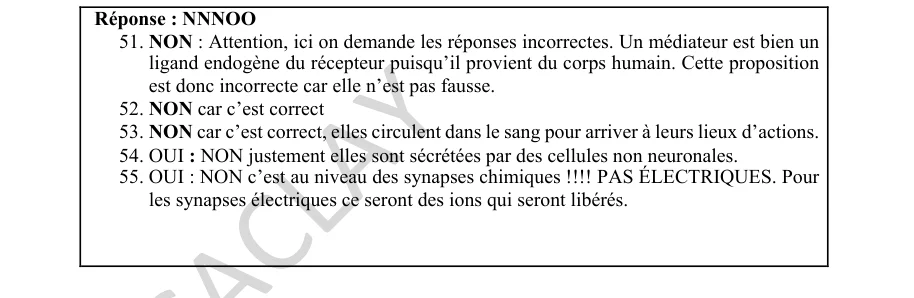 Réponse : NNNOO
51. NON : Attention, ici on demande les réponses incorrectes. Un médiateur est bien un
ligand endogène du récepteur puisqu'il provient du corps humain. Cette proposition
est donc incorrecte car elle n'est pas fausse.
52. NON car c'est correct
53. NON car c'est correct, elles circulent dans le sang pour arriver à leurs lieux d'actions.
54. OUI : NON justement elles sont sécrétées par des cellules non neuronales.
55. OUI : NON c'est au niveau des synapses chimiques !!!! PAS ÉLECTRIQUES. Pour
les synapses électriques ce seront des ions qui seront libérés.
SACLAY